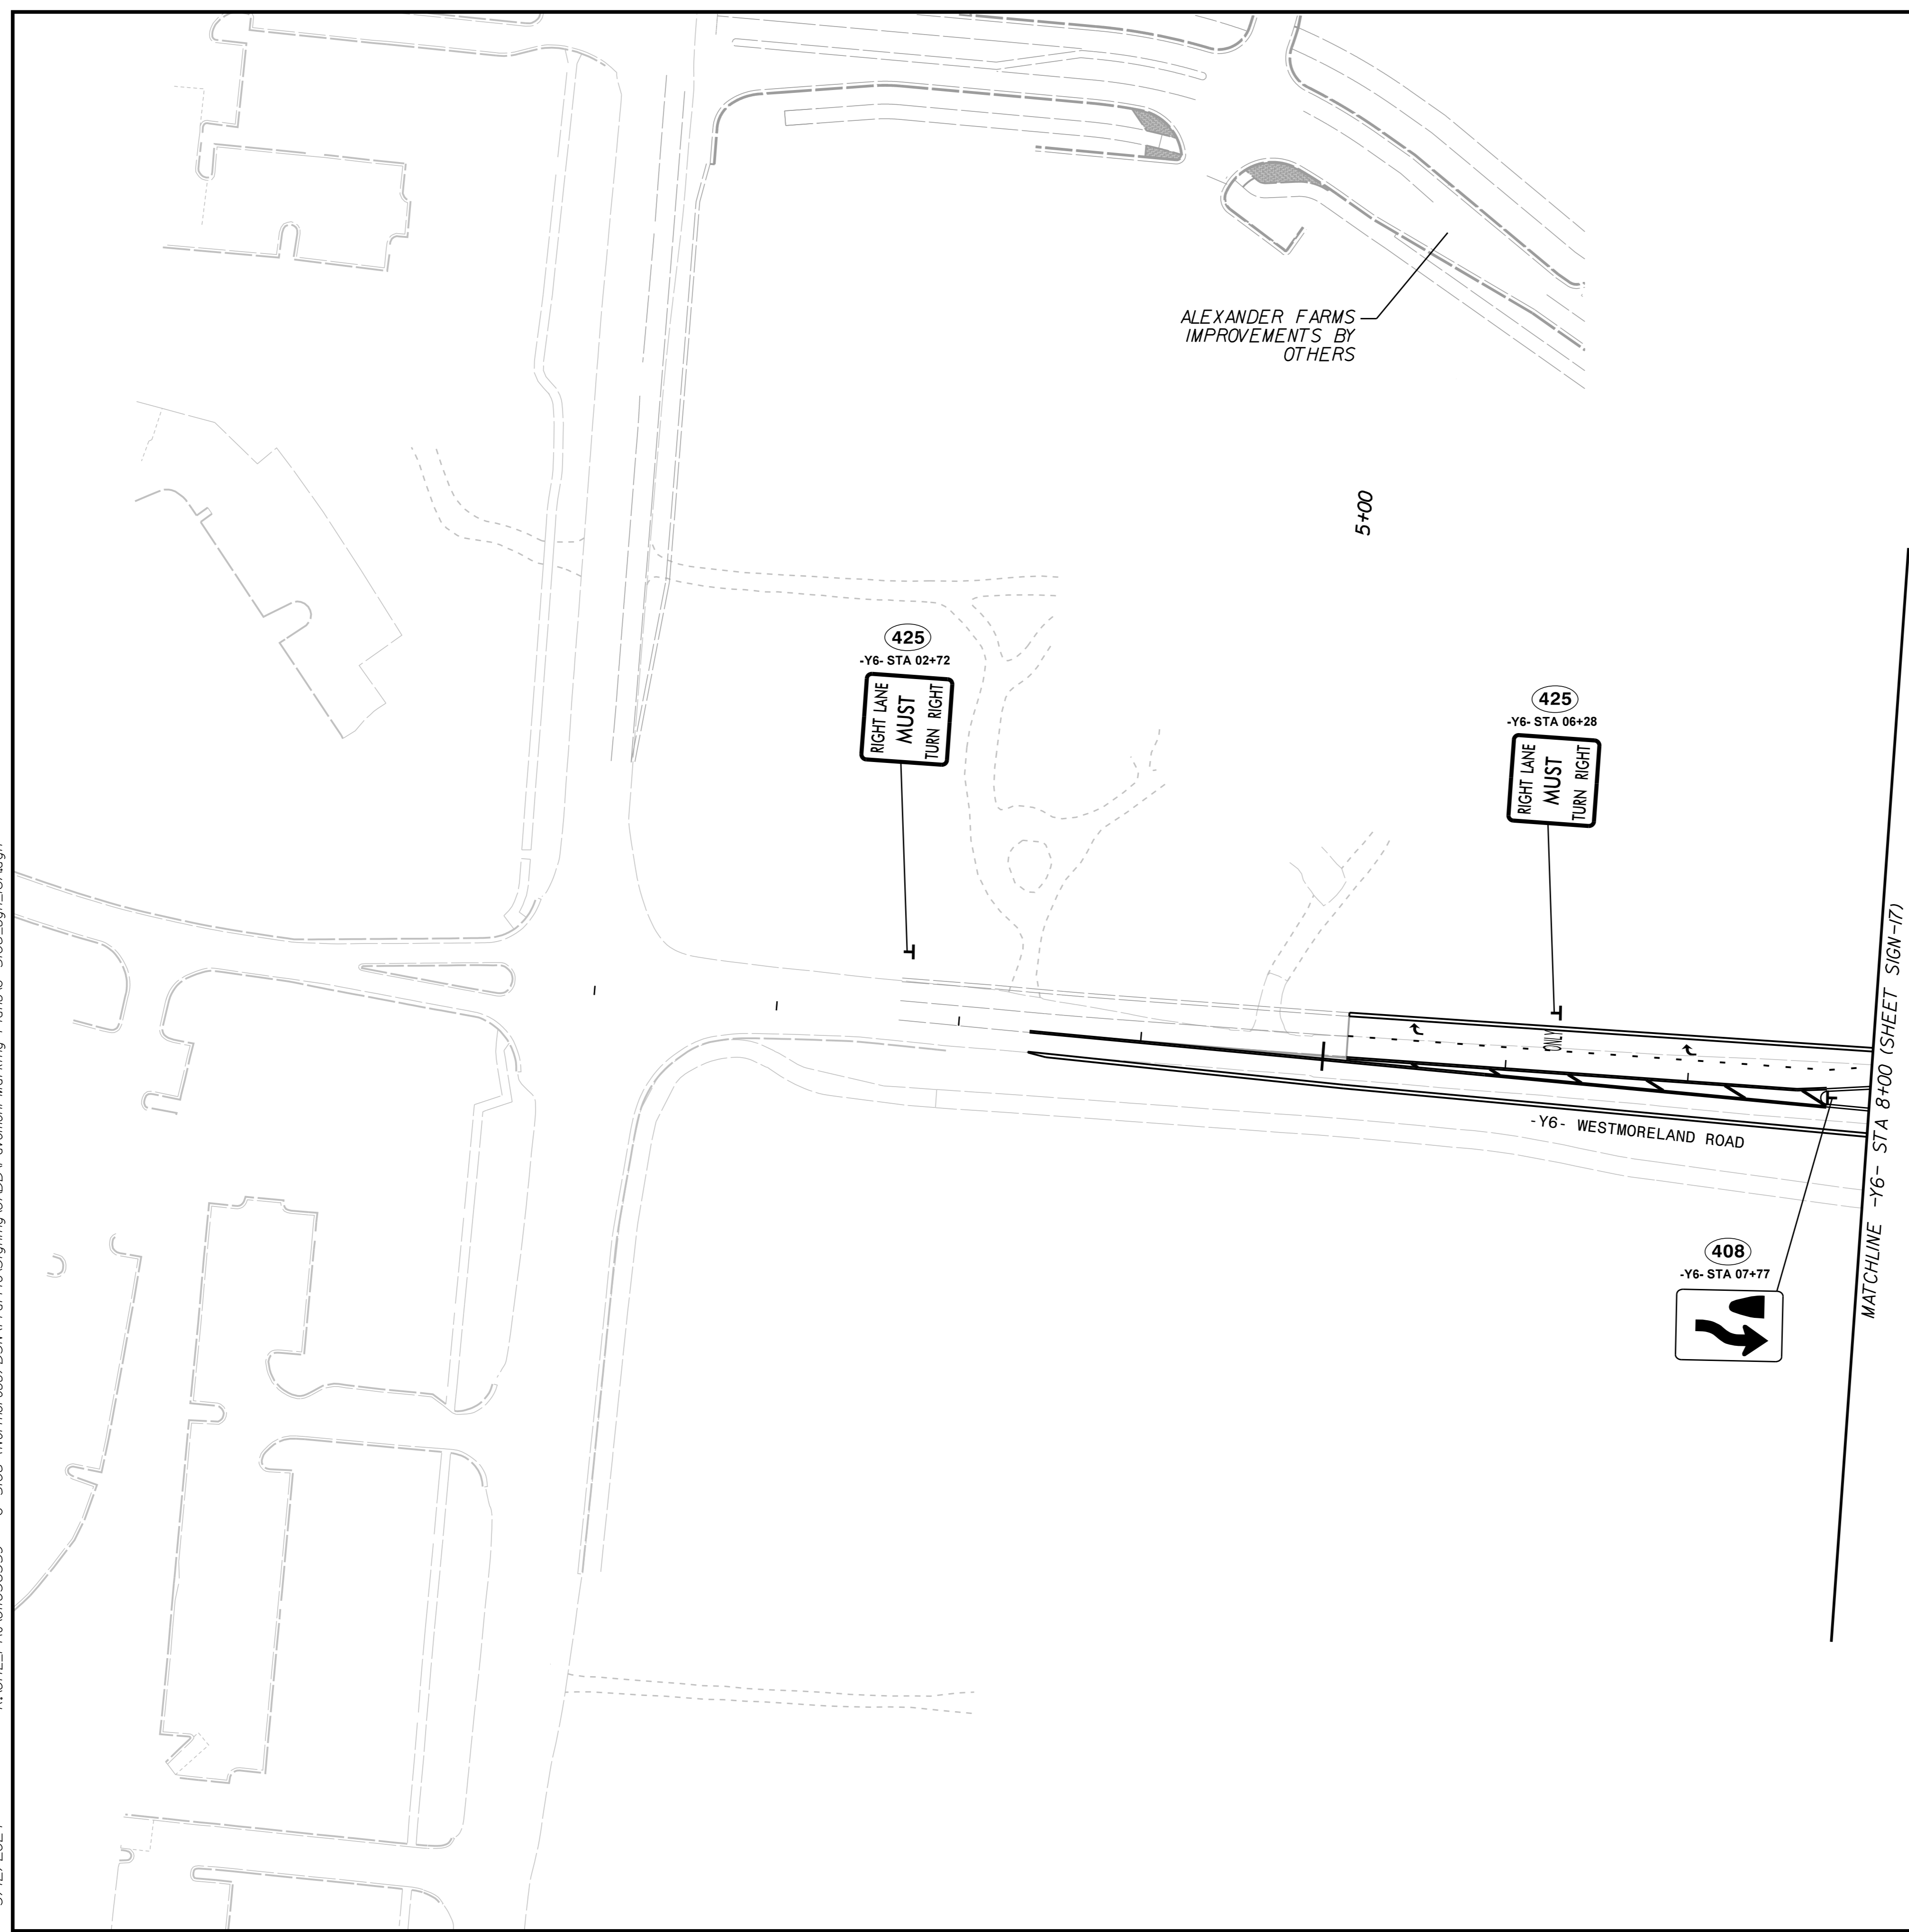 ALEXANDER FARMS
IMPROVEMENTS BY
OTHERS
5+00
425
-Y6- STA 02+72
RIGHT LANE
MUST
TURN RIGHT
425
-Y6- STA 06+28
RIGHT LANE
MUST
TURN RIGHT
ONLY
-Y6- WESTMORELAND ROAD
408
-Y6- STA 07+77
MATCHLINE -Y6- STA 8+00 (SHEET SIGN-17)